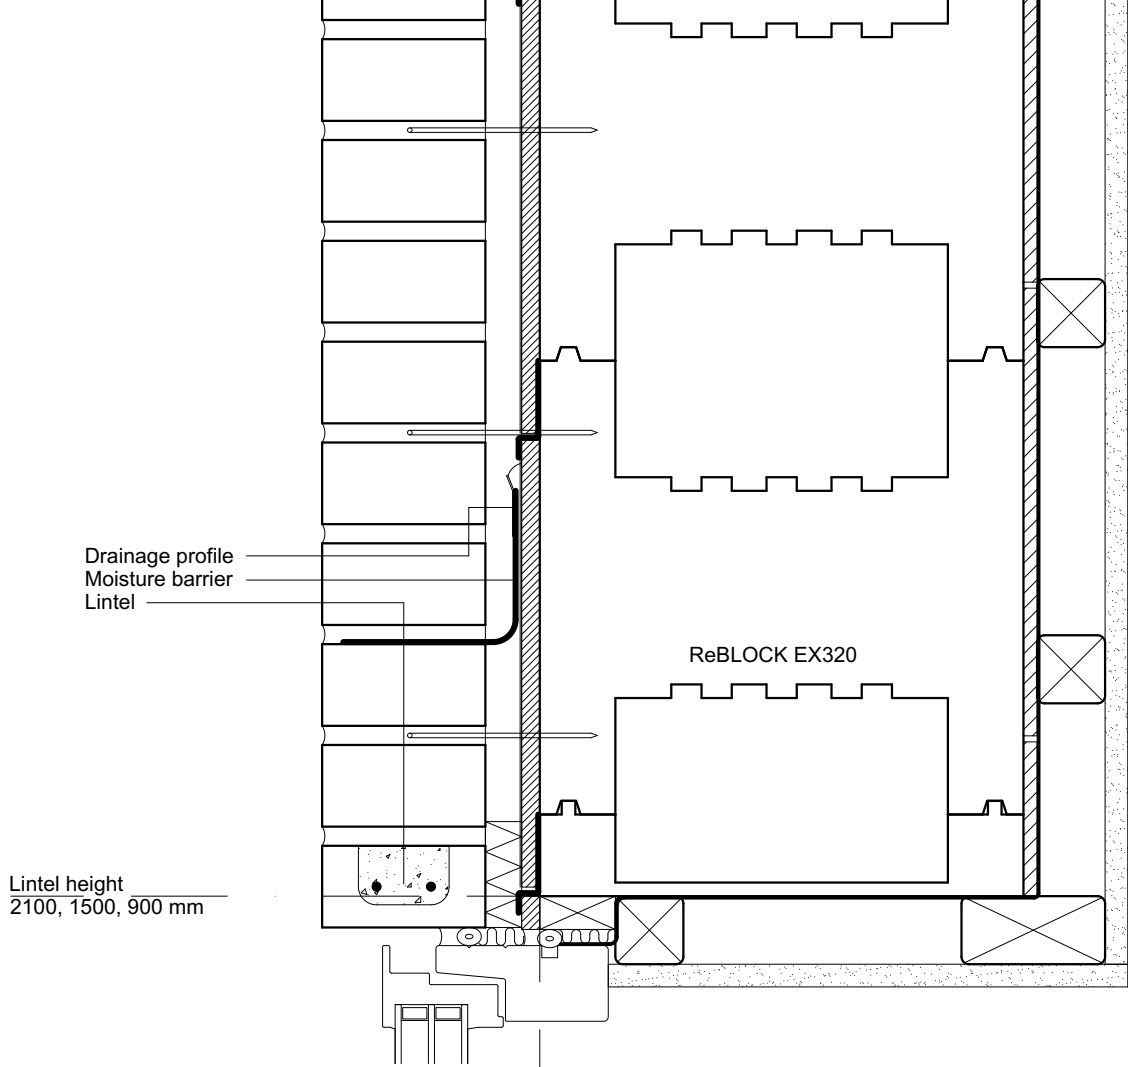 Drainage profile
Moisture barrier
Lintel
ReBLOCK EX320
Lintel height
2100, 1500, 900 mm